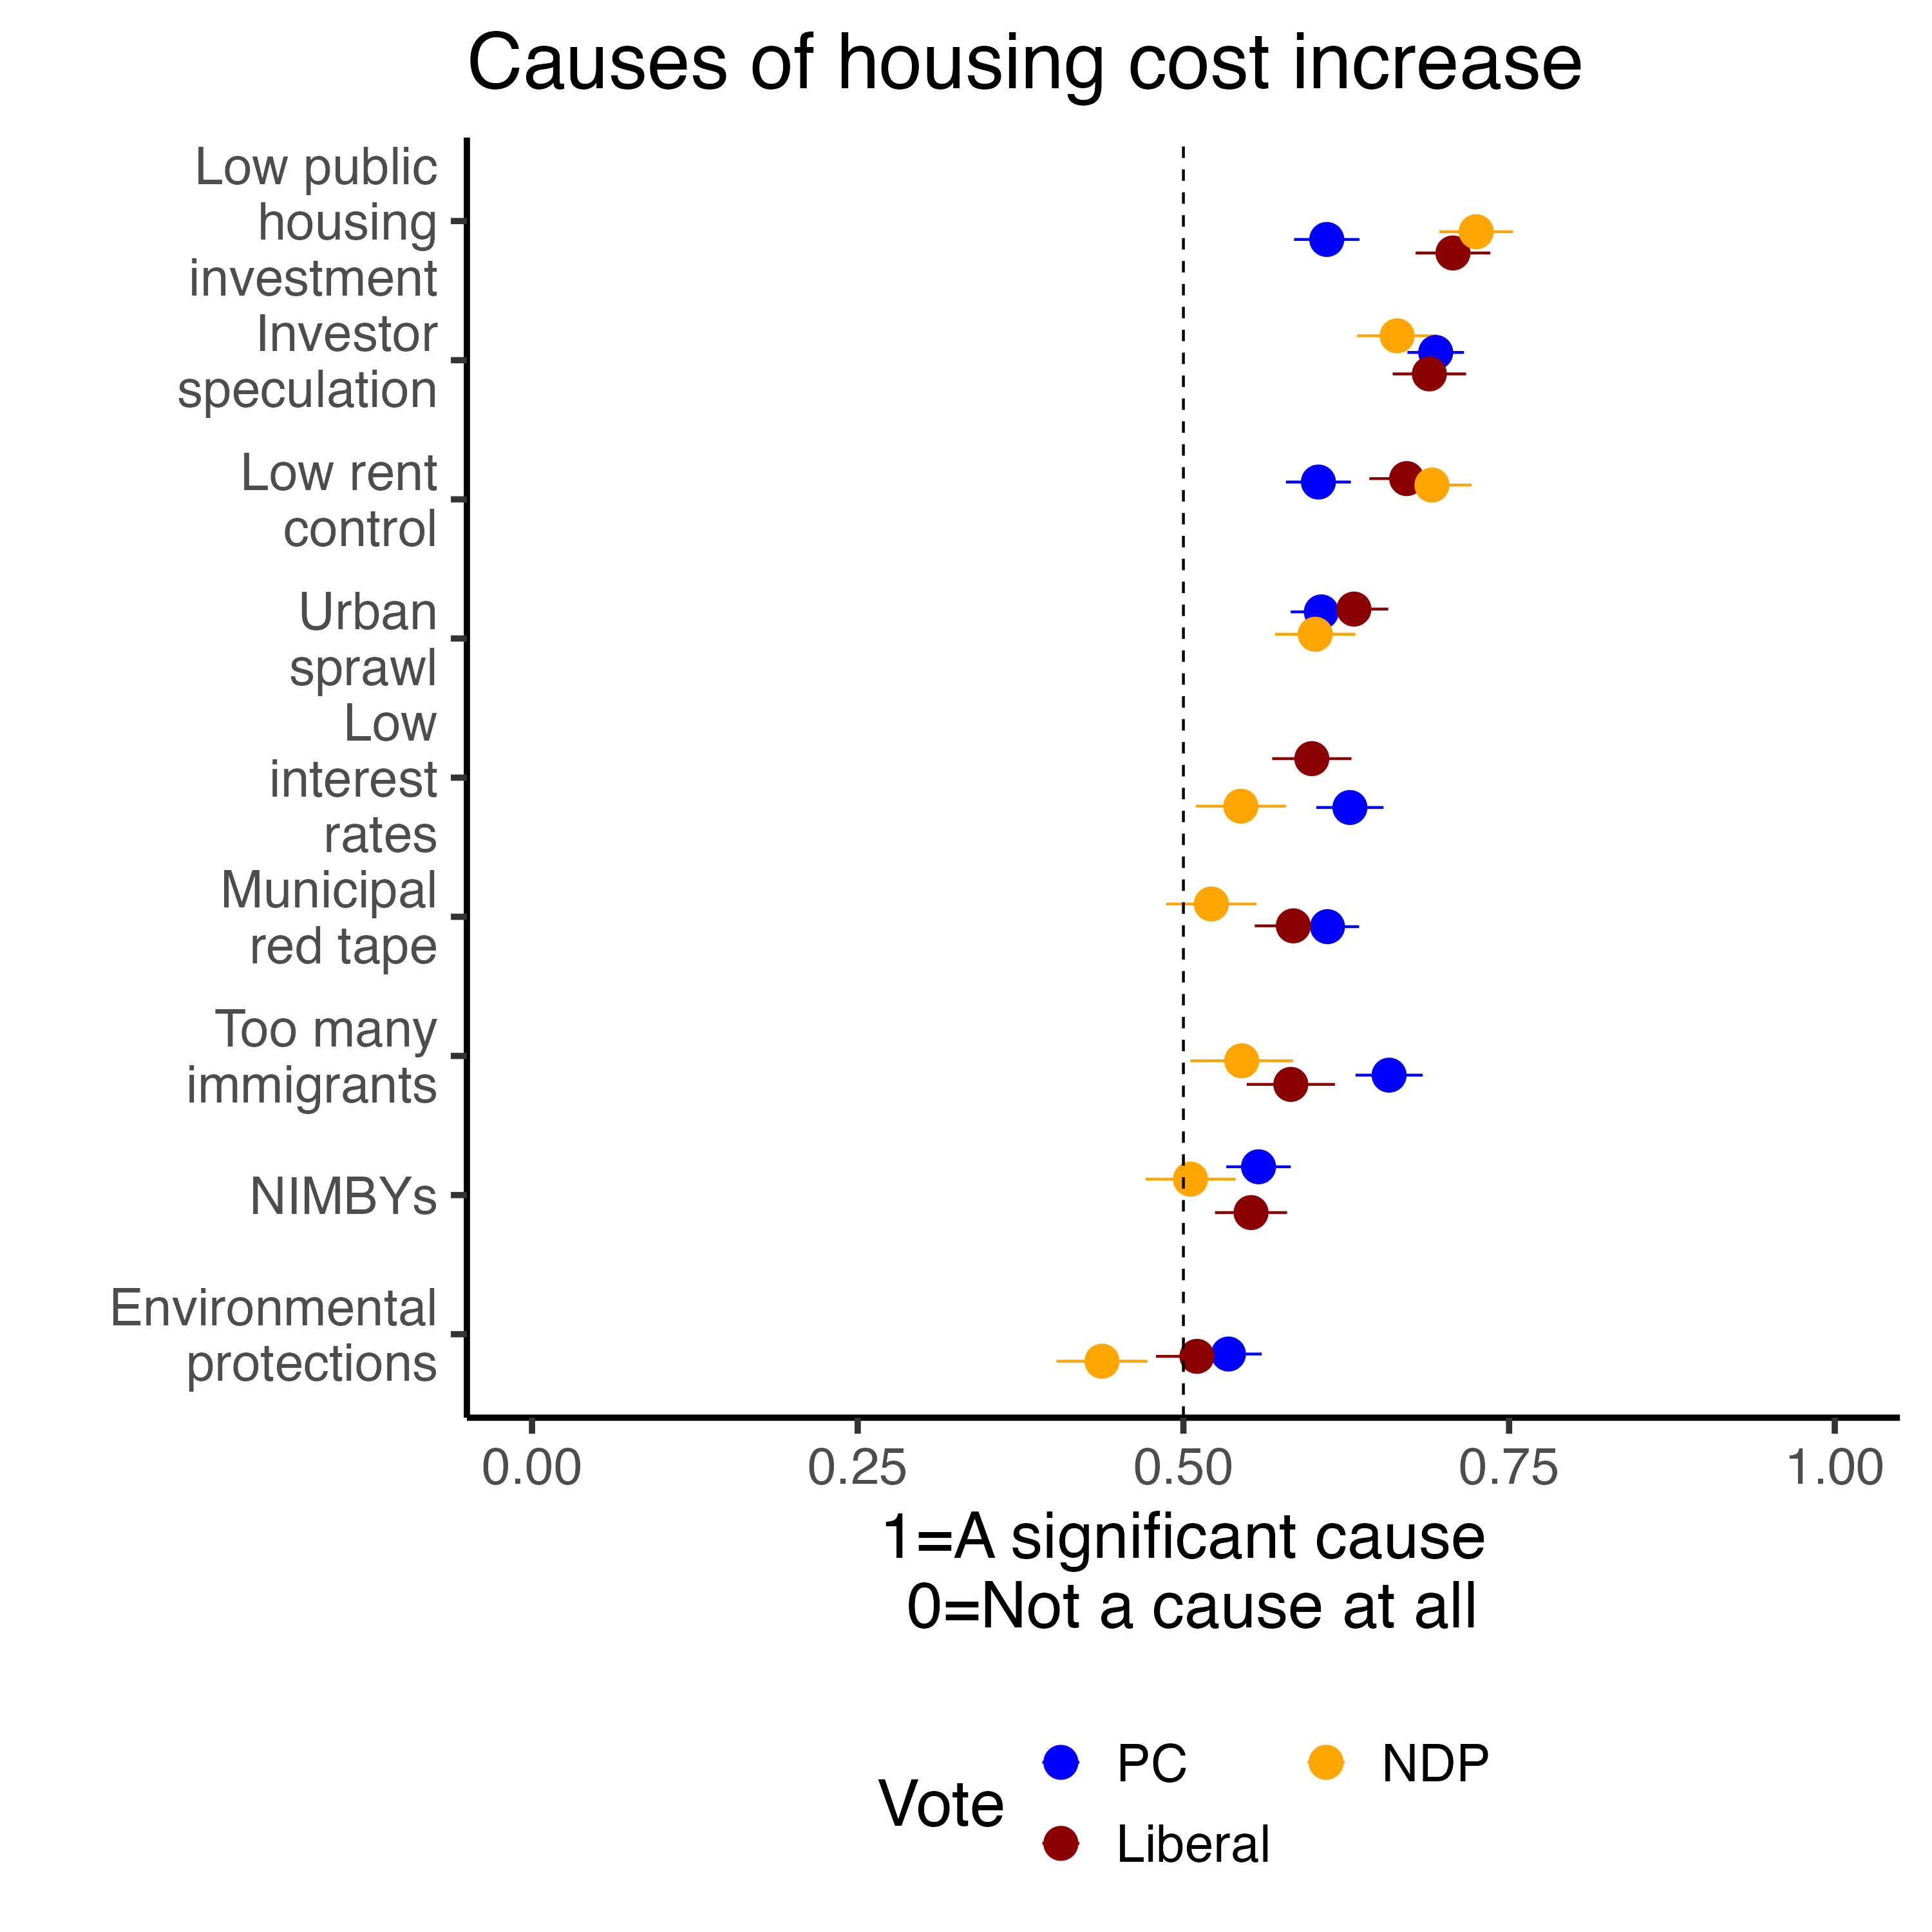 Causes of housing cost increase
Low public
housing
investment
Investor
speculation
Low rent
control
Urban
sprawl
Low
interest
rates
Municipal
red tape
Too many
immigrants
NIMBYs
Environmental
protections
0.00 0.25 0.50 0.75 1.00
1=A significant cause
0=Not a cause at all
Vote
PC NDP
Liberal